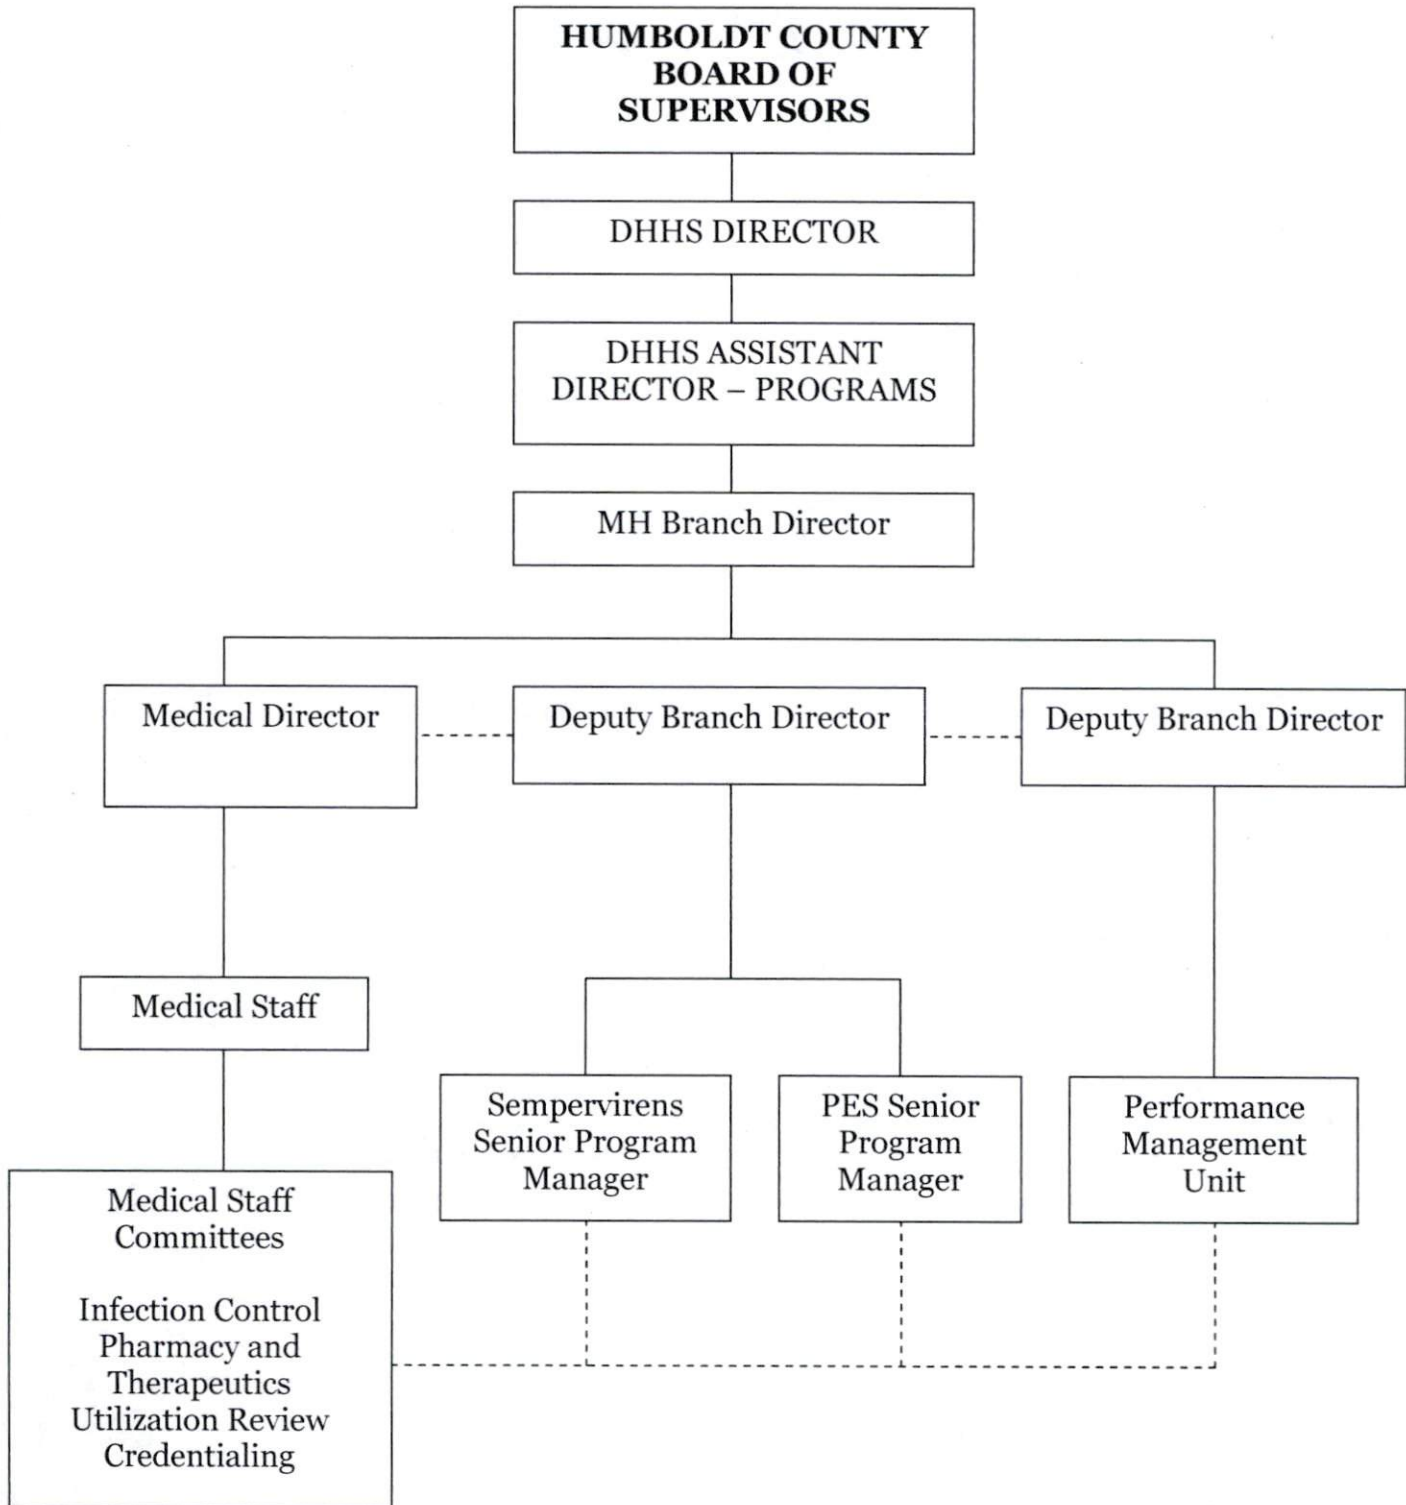 HUMBOLDT COUNTY
BOARD OF
SUPERVISORS
DHHS DIRECTOR
DHHS ASSISTANT
DIRECTOR – PROGRAMS
MH Branch Director
Medical Director
Deputy Branch Director
Deputy Branch Director
Medical Staff
Sempervirens
Senior Program
Manager
PES Senior
Program
Manager
Performance
Management
Unit
Medical Staff
Committees
Infection Control
Pharmacy and
Therapeutics
Utilization Review
Credentialing